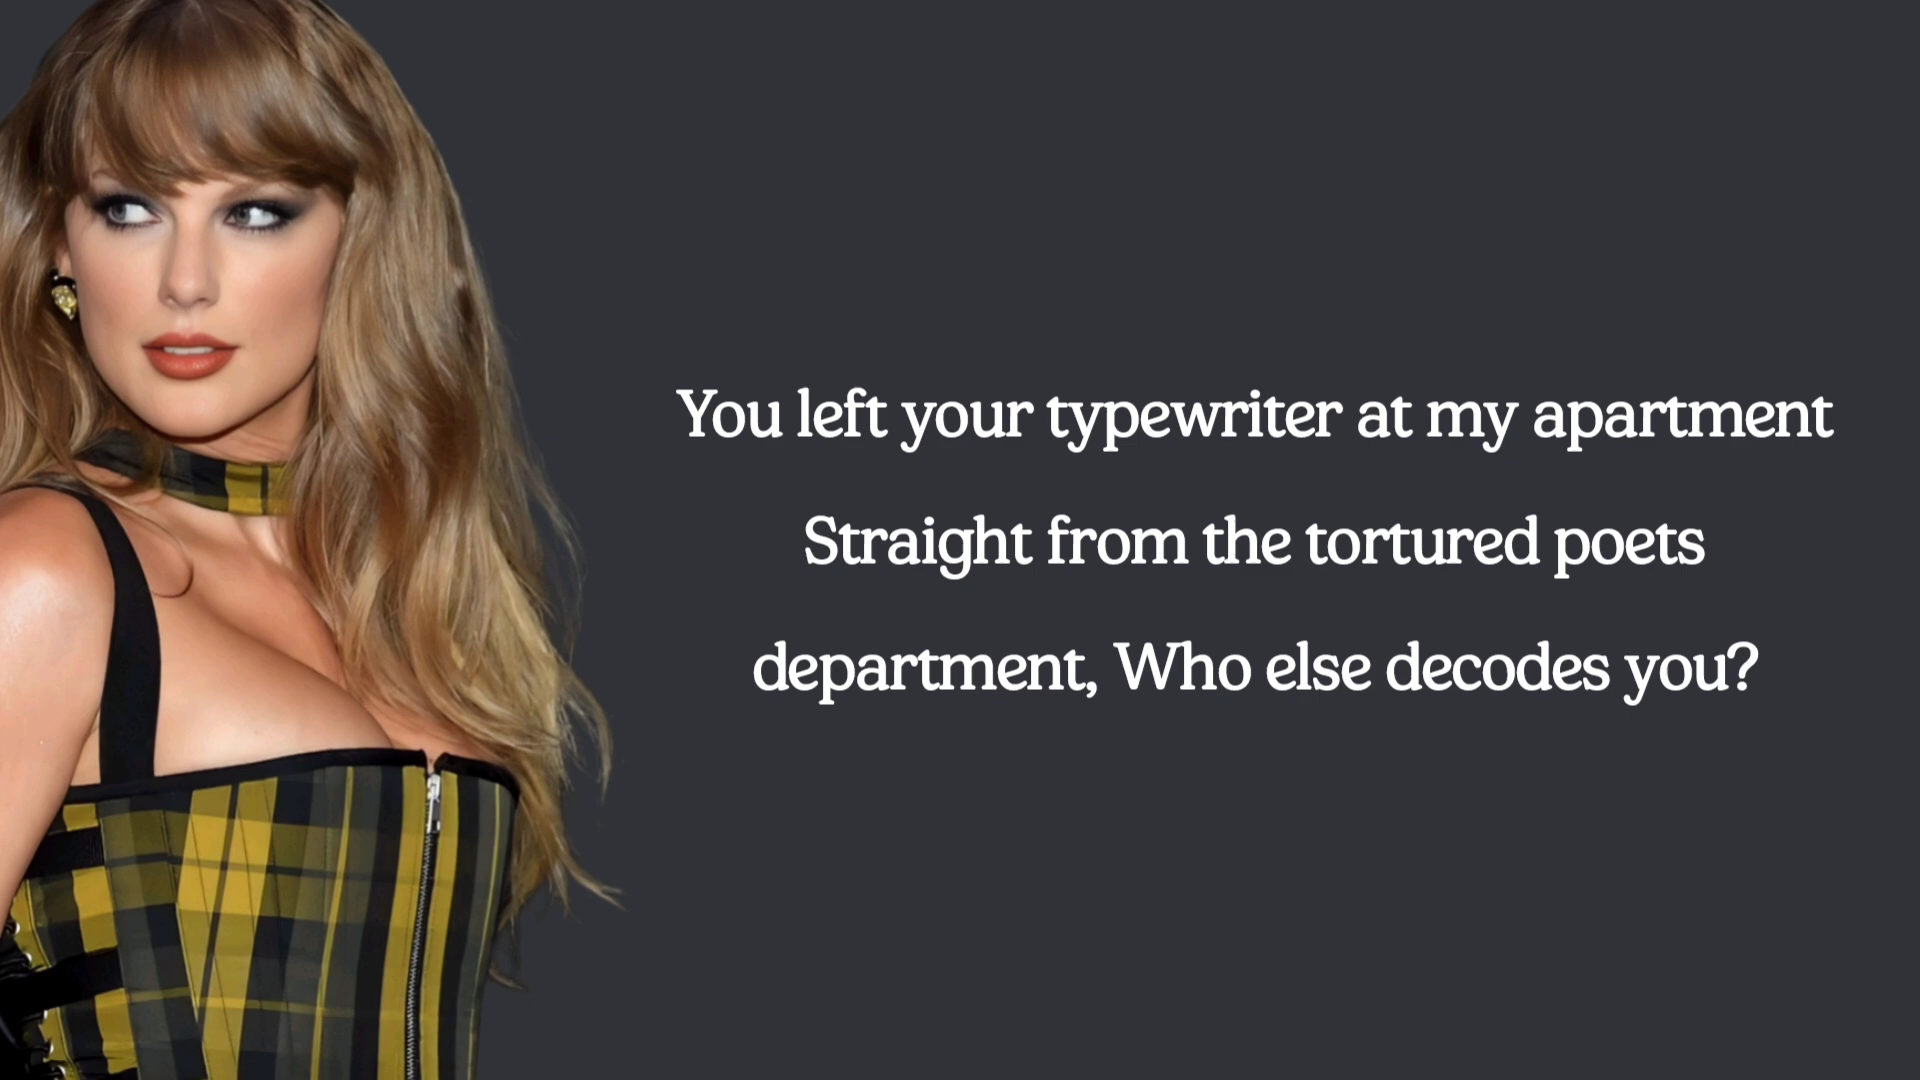 You left your typewriter at my apartment
Straight from the tortured poets
department, Who else decodes you?